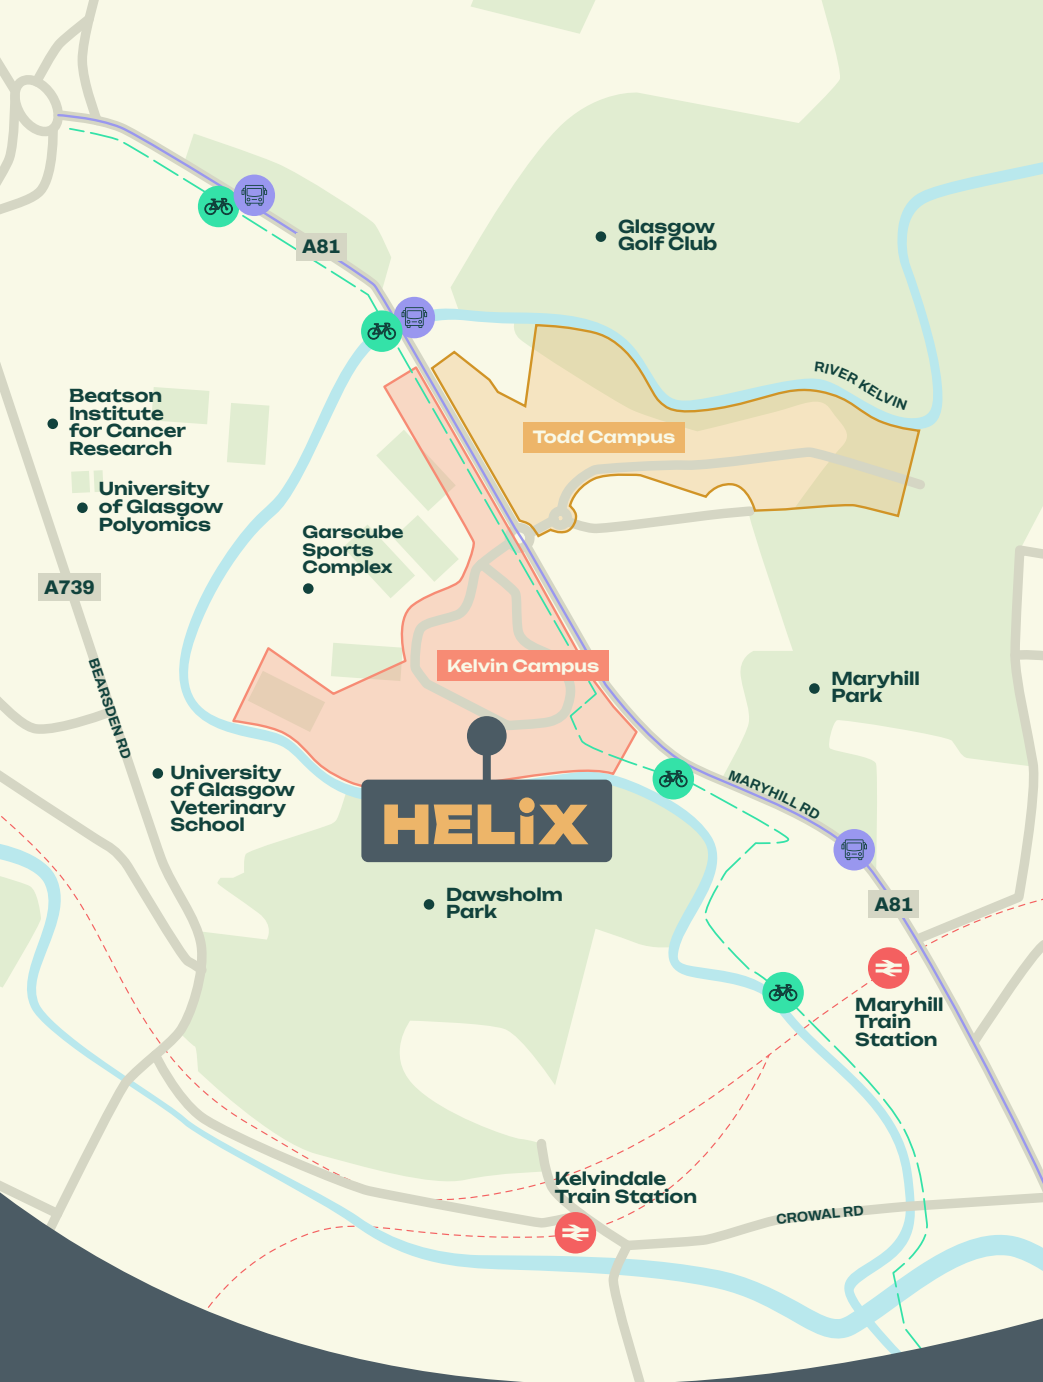 A81
Glasgow
Golf Club
RIVER KELVIN
Beatson
Institute
for Cancer
Research
Todd Campus
University
of Glasgow
Polyomics
Garscube
Sports
Complex
A739
BEARSDEN RD
Kelvin Campus
Maryhill
Park
University
of Glasgow
Veterinary
School
MARYHILL RD
HELiX
Dawsholm
Park
A81
Maryhill
Train
Station
Kelvindale
Train Station
CROWAL RD